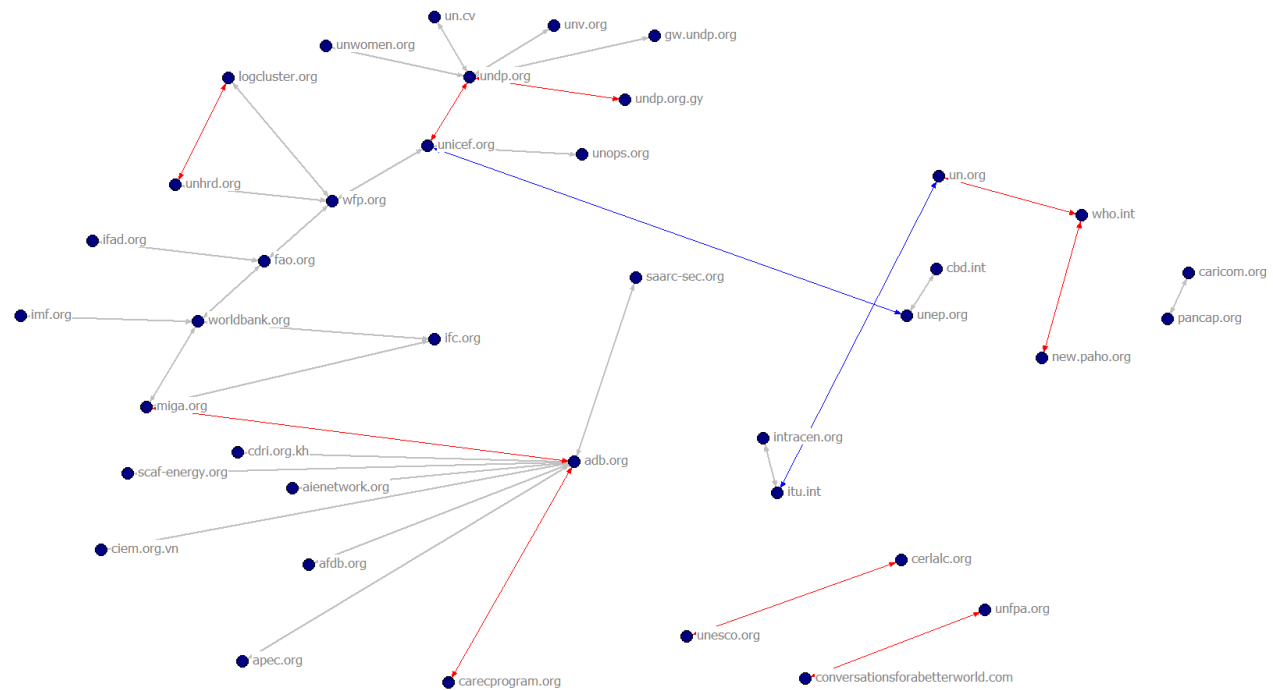 un.cv
unv.org
gw.undp.org
unwomen.org
logcluster.org
undp.org
undp.org.gy
unicef.org
unops.org
un.org
unhrd.org
wfp.org
who.int
ifad.org
fao.org
cbd.int
caricom.org
saarc-sec.org
imf.org
worldbank.org
unep.org
pancap.org
ifc.org
new.paho.org
miga.org
intracen.org
cdri.org.kh
adb.org
scaf-energy.org
aienetwork.org
itu.int
ciem.org.vn
afdb.org
cerlalc.org
unfpa.org
unesco.org
apec.org
carecprogram.org
conversationsforabetterworld.com